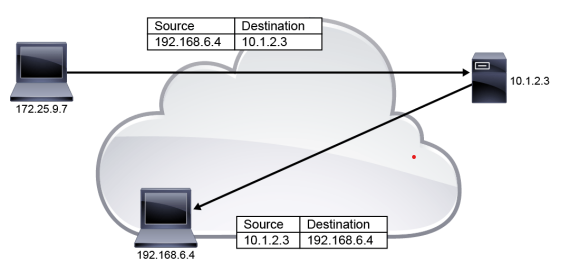 Source Destination
192.168.6.4 10.1.2.3
172.25.9.7
10.1.2.3
Source Destination
10.1.2.3 192.168.6.4
192.168.6.4